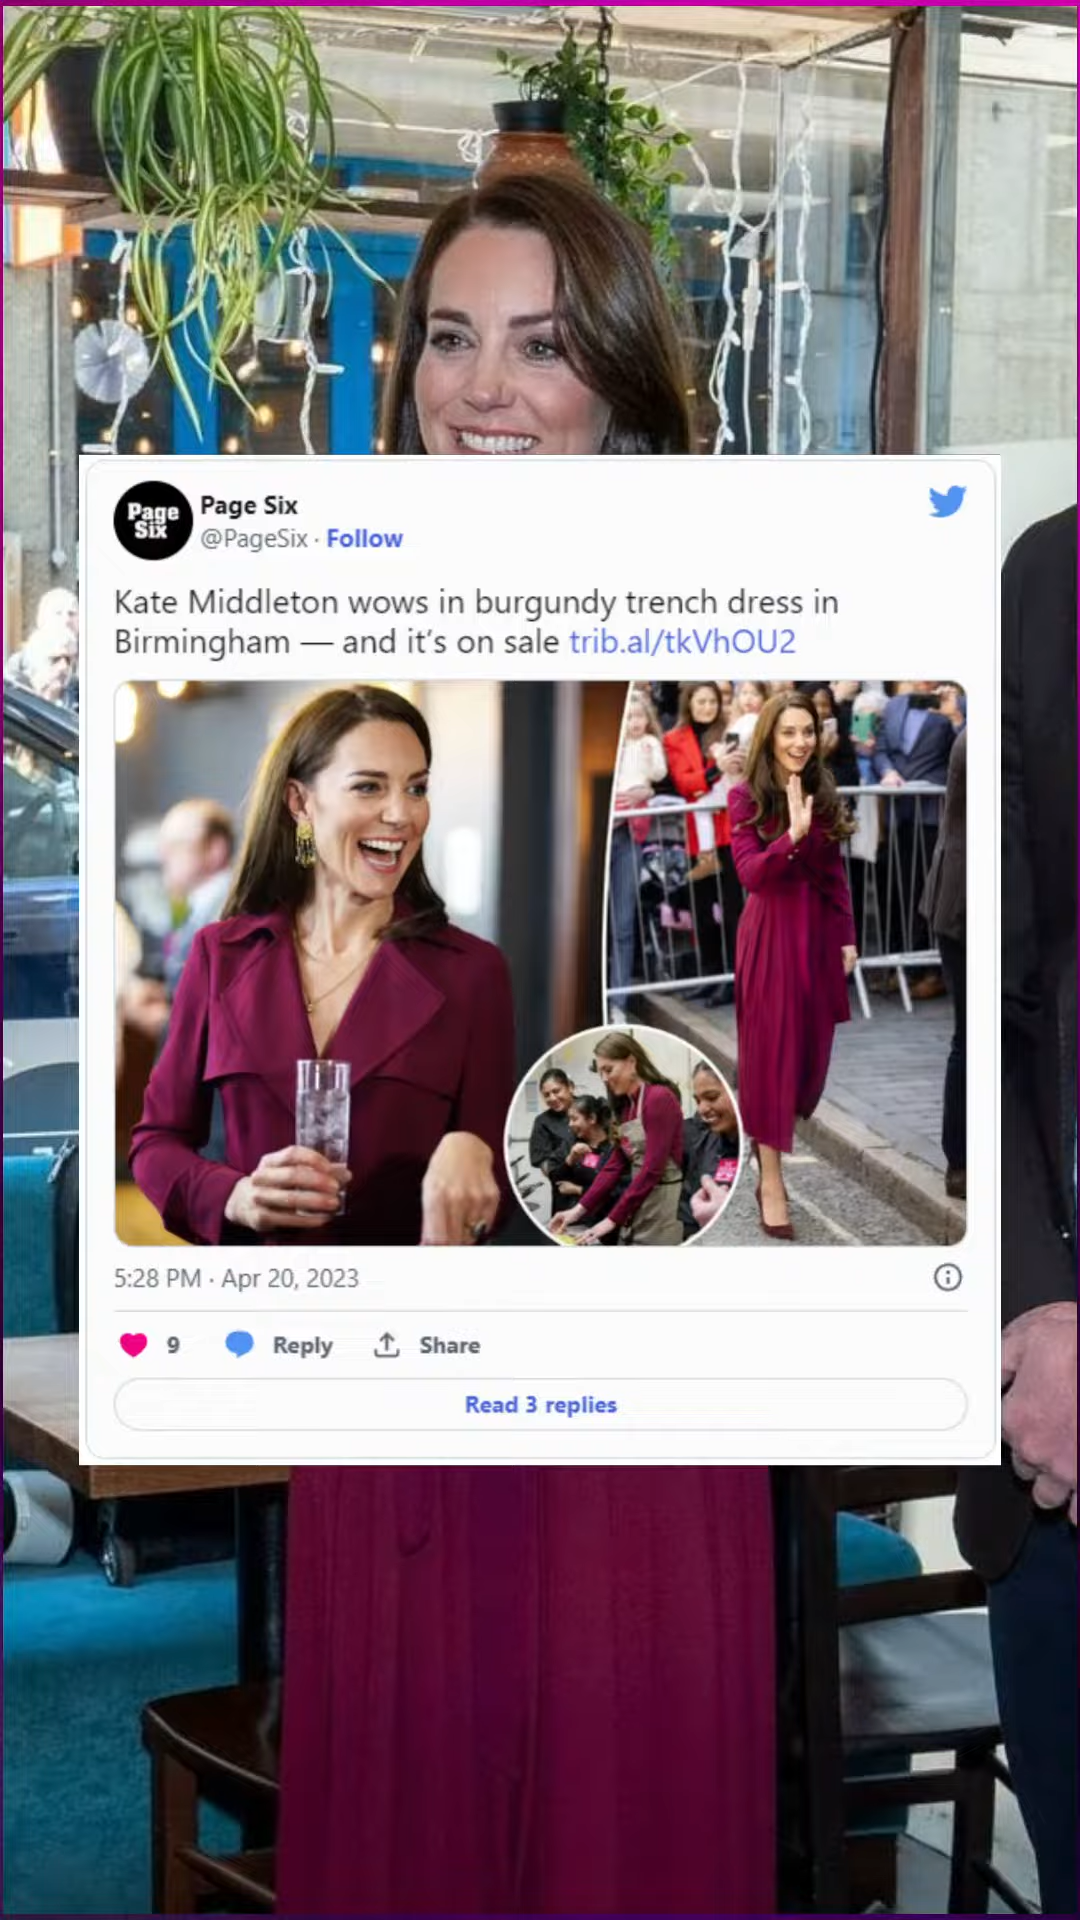 Page
Six
Page Six
@PageSix · Follow
Kate Middleton wows in burgundy trench dress in
Birmingham — and it’s on sale trib.al/tkVhOU2
5:28 PM · Apr 20, 2023
9 Reply Share
Read 3 replies